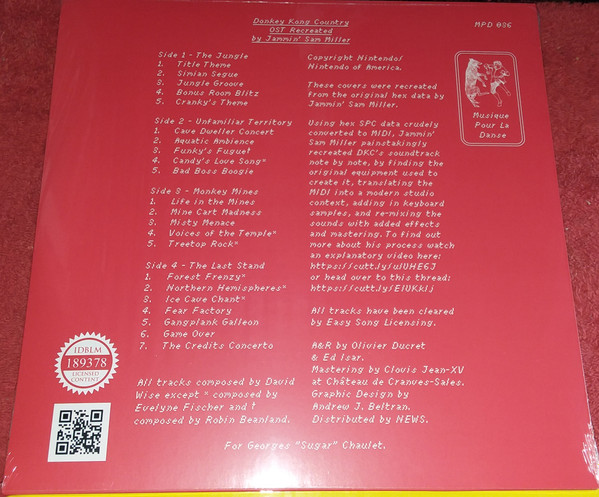 Donkey Kong Country
OST Recreated
by Jammin' Sam Miller
MPD 086
Side 1 - The Jungle
1. Title Theme
2. Simian Segue
3. Jungle Groove
4. Bonus Room Blitz
5. Cranky's Theme
Side 2 - Unfamiliar Territory
1. Cave Dweller Concert
2. Aquatic Ambience
3. Funky's Fugue†
4. Candy's Love Song*
5. Bad Boss Boogie
Side 3 - Monkey Mines
1. Life in the Mines
2. Mine Cart Madness
3. Misty Menace
4. Voices of the Temple*
5. Treetop Rock*
Side 4 - The Last Stand
1. Forest Frenzy*
2. Northern Hemispheres*
3. Ice Cave Chant*
4. Fear Factory
5. Gangplank Galleon
6. Game Over
7. The Credits Concerto
All tracks composed by David
Wise except * composed by
Evelyne Fischer and †
composed by Robin Beanland.
Copyright Nintendo/
Nintendo of America.
These covers were recreated
from the original hex data by
Jammin' Sam Miller.
Using hex SPC data crudely
converted to MIDI, Jammin'
Sam Miller painstakingly
recreated DKC's soundtrack
note by note, by finding the
original equipment used to
create it, translating the
MIDI into a modern studio
context, adding in keyboard
samples, and re-mixing the
sounds with added effects
and mastering. To find out
more about his process watch
an explanatory video here:
https://cutt.ly/uIUHE6J
or head over to this thread:
https://cutt.ly/EIUKkIj
All tracks have been cleared
by Easy Song Licensing.
A&R by Olivier Ducret
& Ed Isar.
Mastering by Clovis Jean-XV
at Château de Cranves-Sales.
Graphic Design by
Andrew J. Beltran.
Distributed by NEWS.
Musique
Pour La
Danse
IDBLM
189378
LICENSED
CONTENT
For Georges "Sugar" Chaulet.